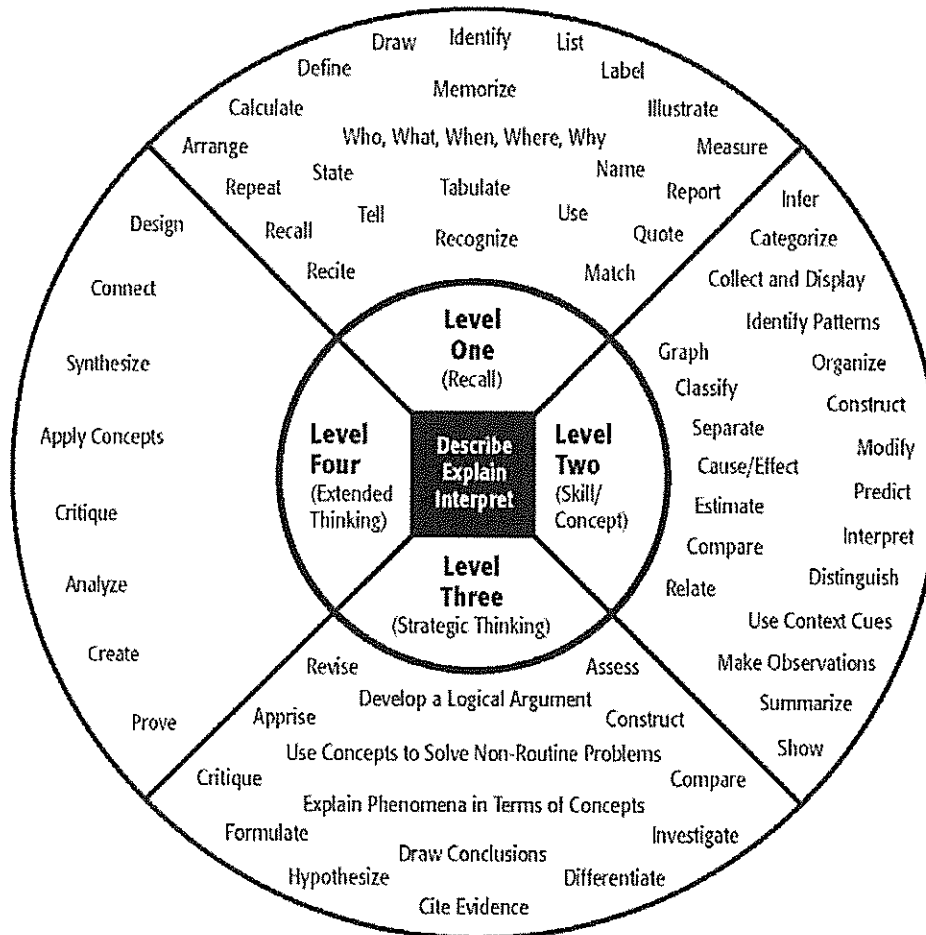 Draw
Identify
List
Define
Label
Calculate
Memorize
Illustrate
Arrange
Who, What, When, Where, Why
Measure
Repeat
State
Tabulate
Name
Report
Recall
Tell
Recognize
Use
Quote
Recite
Match
Level
One
(Recall)
Infer
Categorize
Collect and Display
Identify Patterns
Graph
Organize
Classify
Construct
Separate
Modify
Cause/Effect
Predict
Estimate
Interpret
Compare
Distinguish
Relate
Use Context Cues
Make Observations
Summarize
Show
Level
Two
(Skill/
Concept)
Describe
Explain
Interpret
Level
Three
(Strategic Thinking)
Revise
Assess
Develop a Logical Argument
Apprise
Construct
Use Concepts to Solve Non-Routine Problems
Critique
Compare
Explain Phenomena in Terms of Concepts
Formulate
Investigate
Draw Conclusions
Hypothesize
Differentiate
Cite Evidence
Level
Four
(Extended
Thinking)
Design
Connect
Synthesize
Apply Concepts
Critique
Analyze
Create
Prove